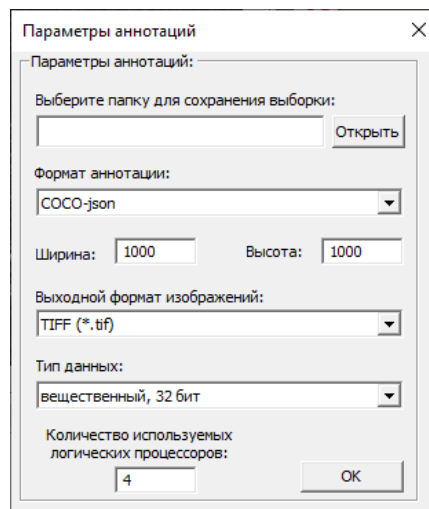 Параметры аннотаций
Параметры аннотаций:
Выберите папку для сохранения выборки:
Открыть
Формат аннотации:
COCO-json
Ширина: 1000 Высота: 1000
Выходной формат изображений:
TIFF (*.tif)
Тип данных:
вещественный, 32 бит
Количество используемых
логических процессоров:
4 OK